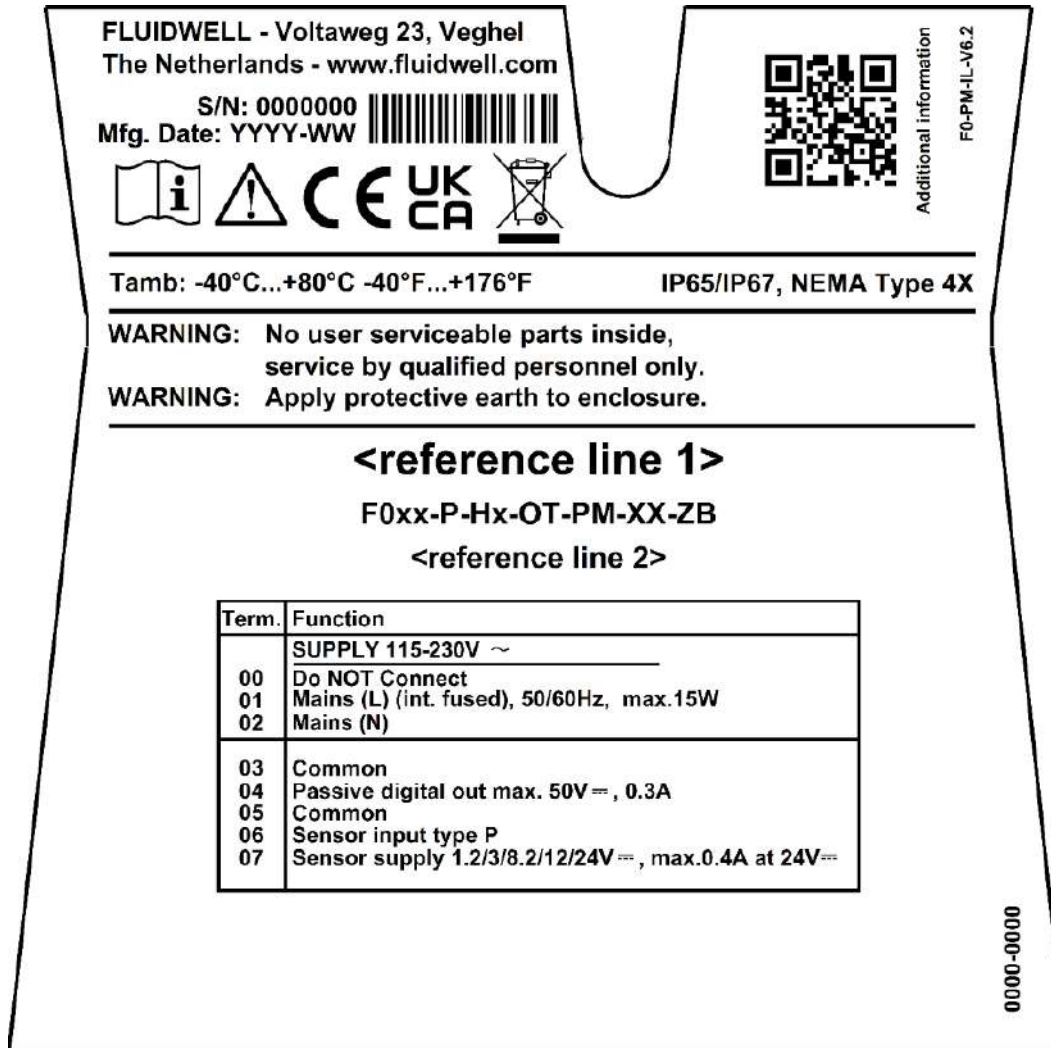 FLUIDWELL - Voltaweg 23, Veghel
The Netherlands - www.fluidwell.com
S/N: 0000000
Mfg. Date: YYYY-WW
i
CE
UK
CA
Additional information
F0-PM-IL-V6.2
Tamb: -40°C...+80°C -40°F...+176°F IP65/IP67, NEMA Type 4X
WARNING: No user serviceable parts inside,
service by qualified personnel only.
WARNING: Apply protective earth to enclosure.
<reference line 1>
F0xx-P-Hx-OT-PM-XX-ZB
<reference line 2>
Term. Function
SUPPLY 115-230V ~
00 Do NOT Connect
01 Mains (L) (int. fused), 50/60Hz, max.15W
02 Mains (N)
03 Common
04 Passive digital out max. 50V⎓, 0.3A
05 Common
06 Sensor input type P
07 Sensor supply 1.2/3/8.2/12/24V⎓, max.0.4A at 24V⎓
0000-0000